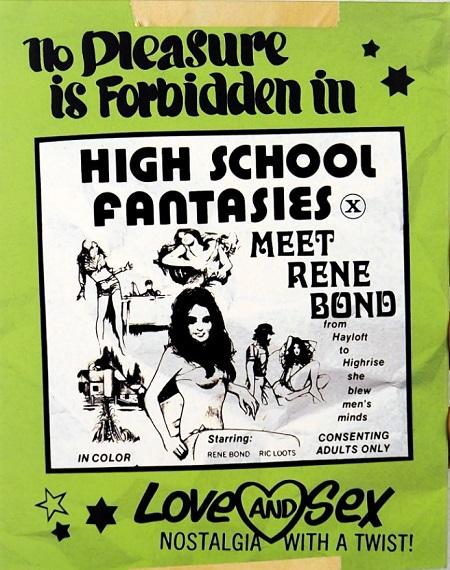 No Pleasure
is Forbidden in
HIGH SCHOOL
FANTASIES X
MEET
RENE
BOND
from
Hayloft
to
Highrise
she
blew
men's
minds
IN COLOR
Starring:
RENE BOND RIC LOOTS
CONSENTING
ADULTS ONLY
Love AND Sex
NOSTALGIA WITH A TWIST!